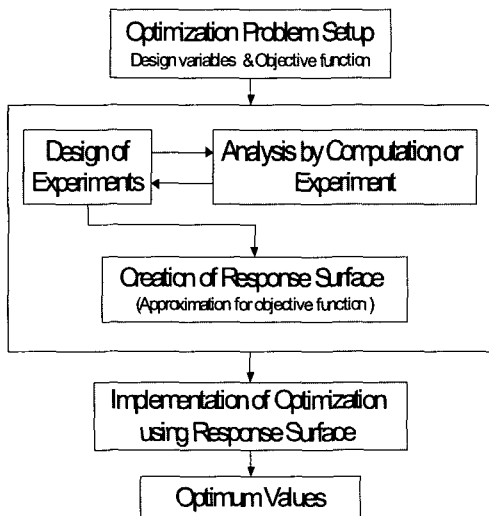 Optimization Problem Setup
Design variables & Objective function
Design of
Experiments
Analysis by Computation or
Experiment
Creation of Response Surface
(Approximation for objective function)
Implementation of Optimization
using Response Surface
Optimum Values